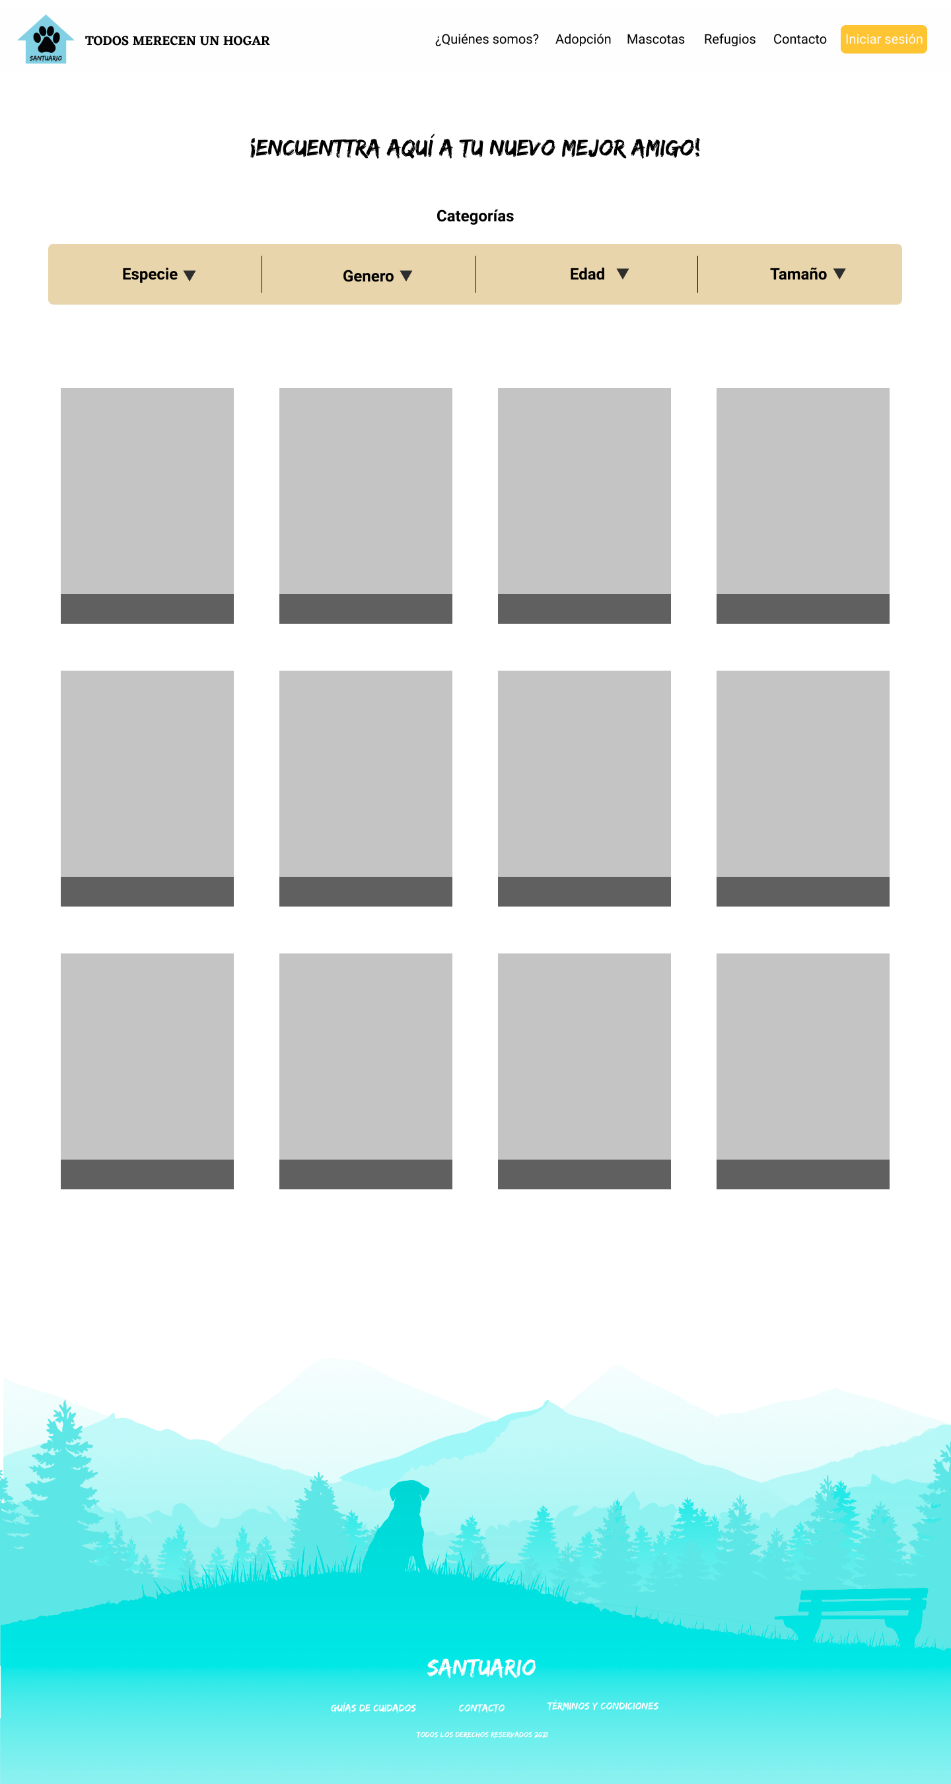 SANTUARIO
TODOS MERECEN UN HOGAR
¿Quiénes somos? Adopción Mascotas Refugios Contacto Iniciar sesión
¡ENCUENTTRA AQUÍ A TU NUEVO MEJOR AMIGO!
Categorías
Especie Genero Edad Tamaño
SANTUARIO
GUÍAS DE CUIDADOS CONTACTO TÉRMINOS Y CONDICIONES
TODOS LOS DERECHOS RESERVADOS 2021